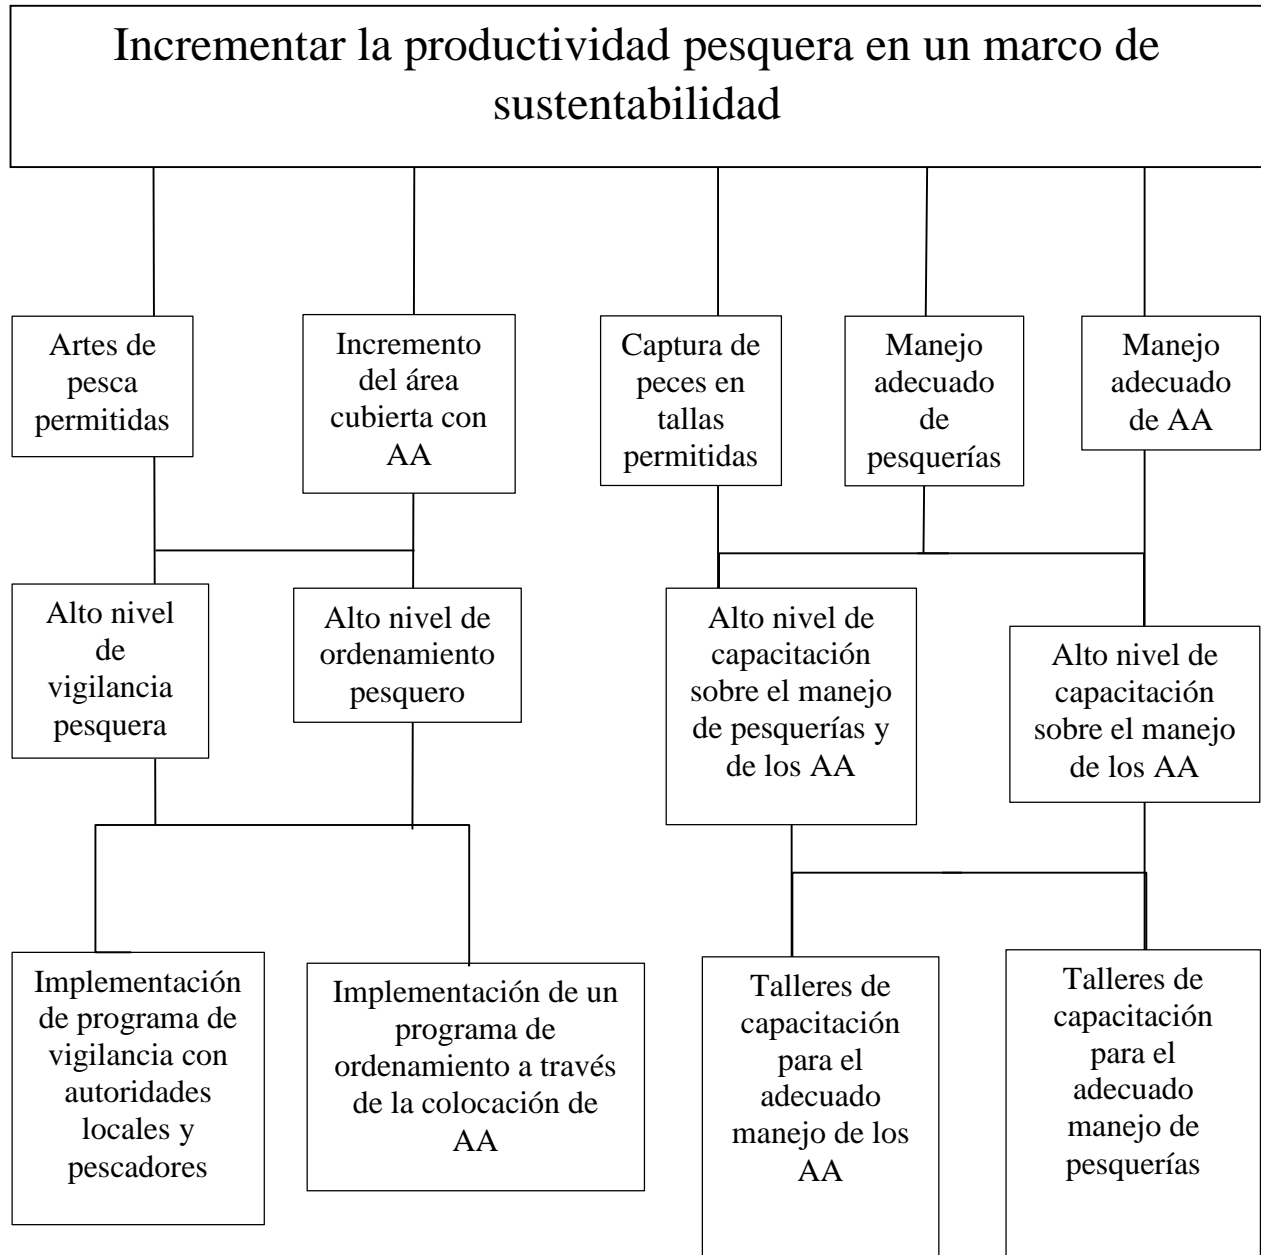 Incrementar la productividad pesquera en un marco de
sustentabilidad
Artes de
pesca
permitidas
Incremento
del área
cubierta con
AA
Captura de
peces en
tallas
permitidas
Manejo
adecuado
de
pesquerías
Manejo
adecuado
de AA
Alto nivel
de
vigilancia
pesquera
Alto nivel de
ordenamiento
pesquero
Alto nivel de
capacitación
sobre el manejo
de pesquerías y
de los AA
Alto nivel de
capacitación
sobre el manejo
de los AA
Implementación
de programa de
vigilancia con
autoridades
locales y
pescadores
Implementación de un
programa de
ordenamiento a través
de la colocación de
AA
Talleres de
capacitación
para el
adecuado
manejo de los
AA
Talleres de
capacitación
para el
adecuado
manejo de
pesquerías